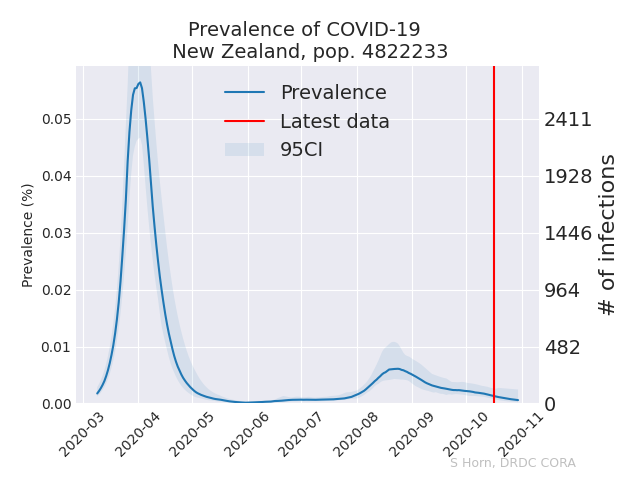 Prevalence of COVID-19
New Zealand, pop. 4822233
Prevalence
Latest data
95CI
Prevalence (%)
0.05
0.04
0.03
0.02
0.01
0.00
2411
1928
1446
964
482
0
# of infections
2020-03
2020-04
2020-05
2020-06
2020-07
2020-08
2020-09
2020-10
2020-11
S Horn, DRDC CORA